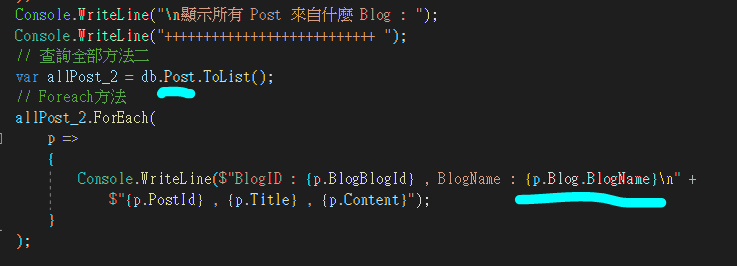 Console.WriteLine("\n顯示所有 Post 來自什麼 Blog : ");
Console.WriteLine("+++++++++++++++++++++++++++ ");
// 查詢全部方法二
var allPost_2 = db.Post.ToList();
// Foreach方法
allPost_2.ForEach(
p =>
{
Console.WriteLine($"BlogID : {p.BlogBlogId} , BlogName : {p.Blog.BlogName}\n" +
$"{p.PostId} , {p.Title} , {p.Content}");
}
);